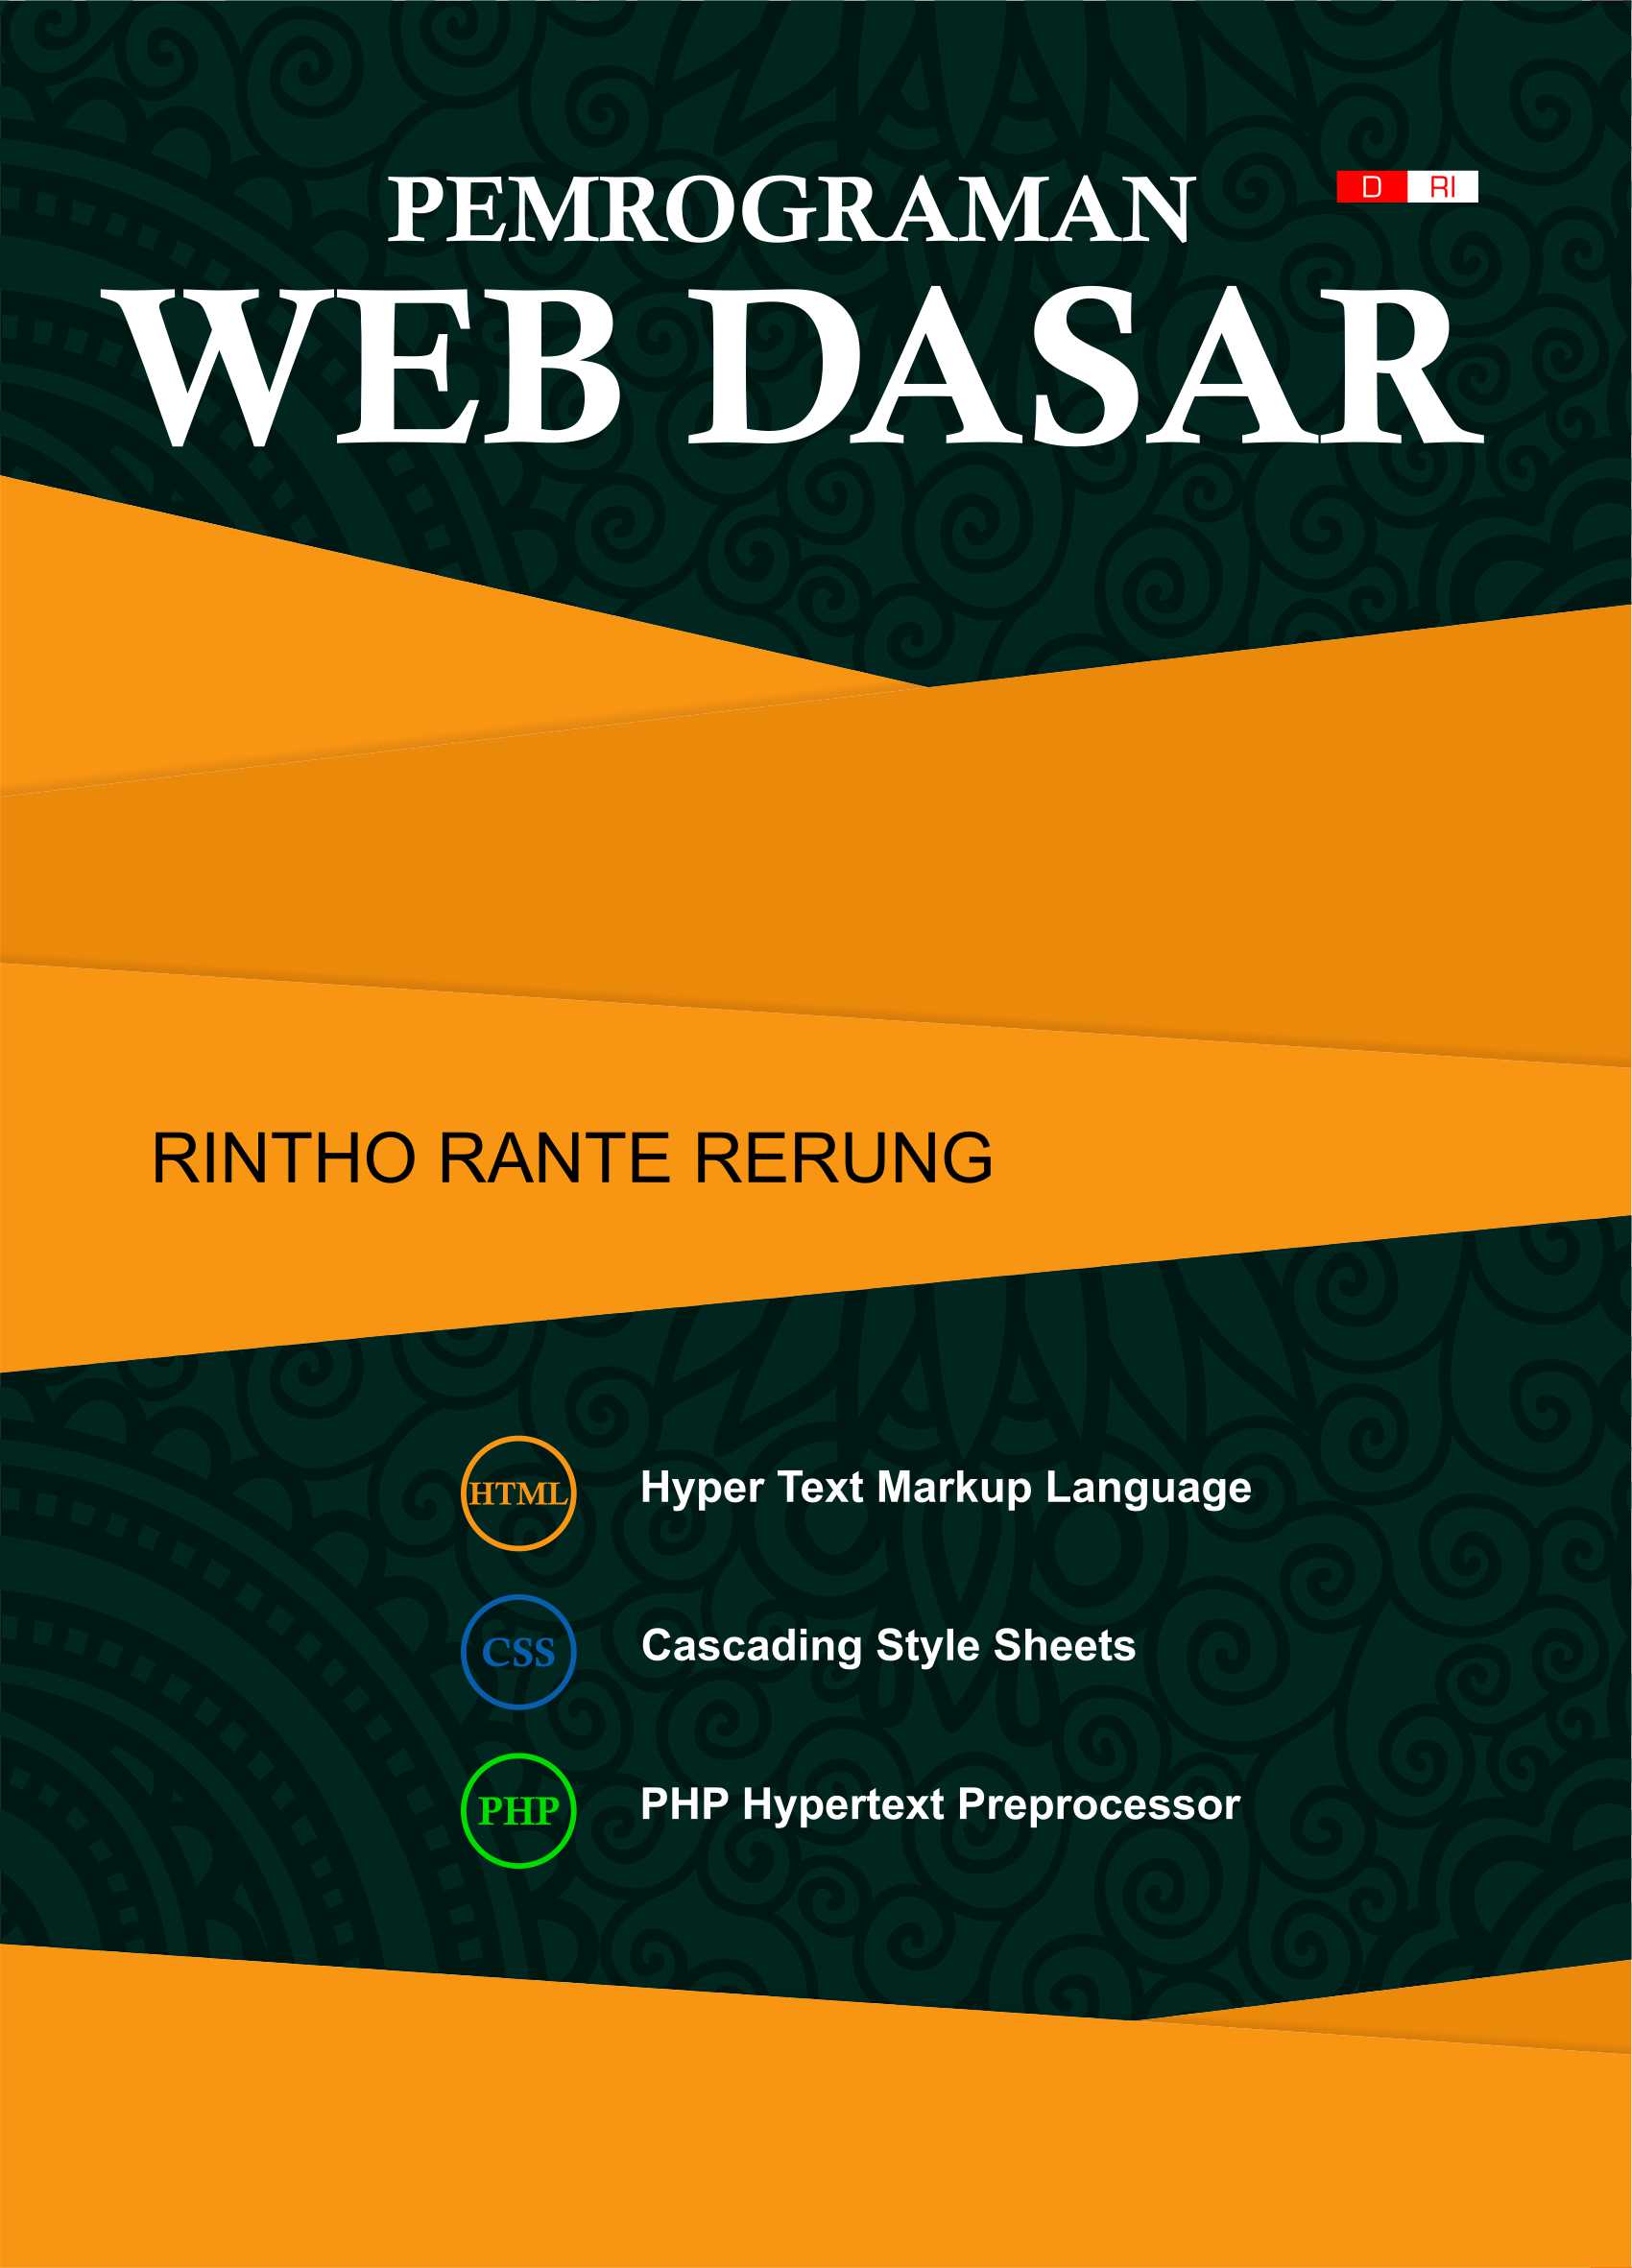 PEMROGRAMAN
D RI
WEB DASAR
RINTHO RANTE RERUNG
HTML Hyper Text Markup Language
CSS Cascading Style Sheets
PHP PHP Hypertext Preprocessor